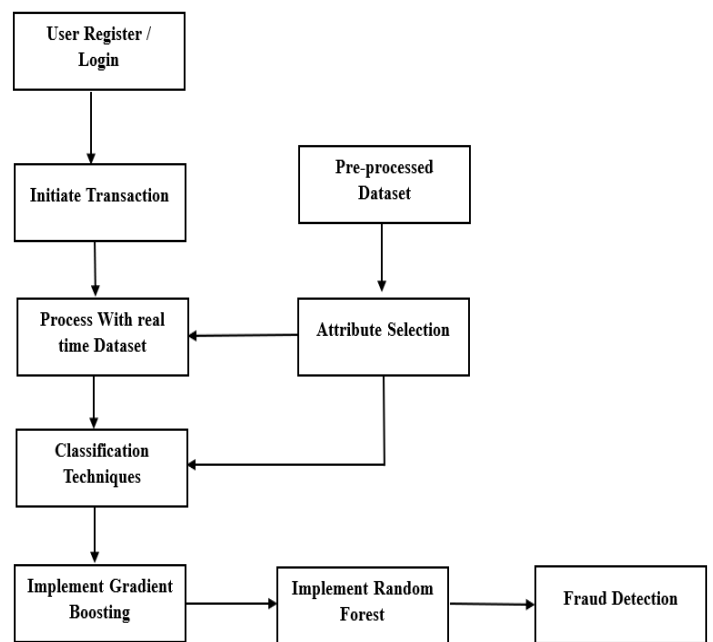 User Register /
Login
Initiate Transaction
Pre-processed
Dataset
Process With real
time Dataset
Attribute Selection
Classification
Techniques
Implement Gradient
Boosting
Implement Random
Forest
Fraud Detection